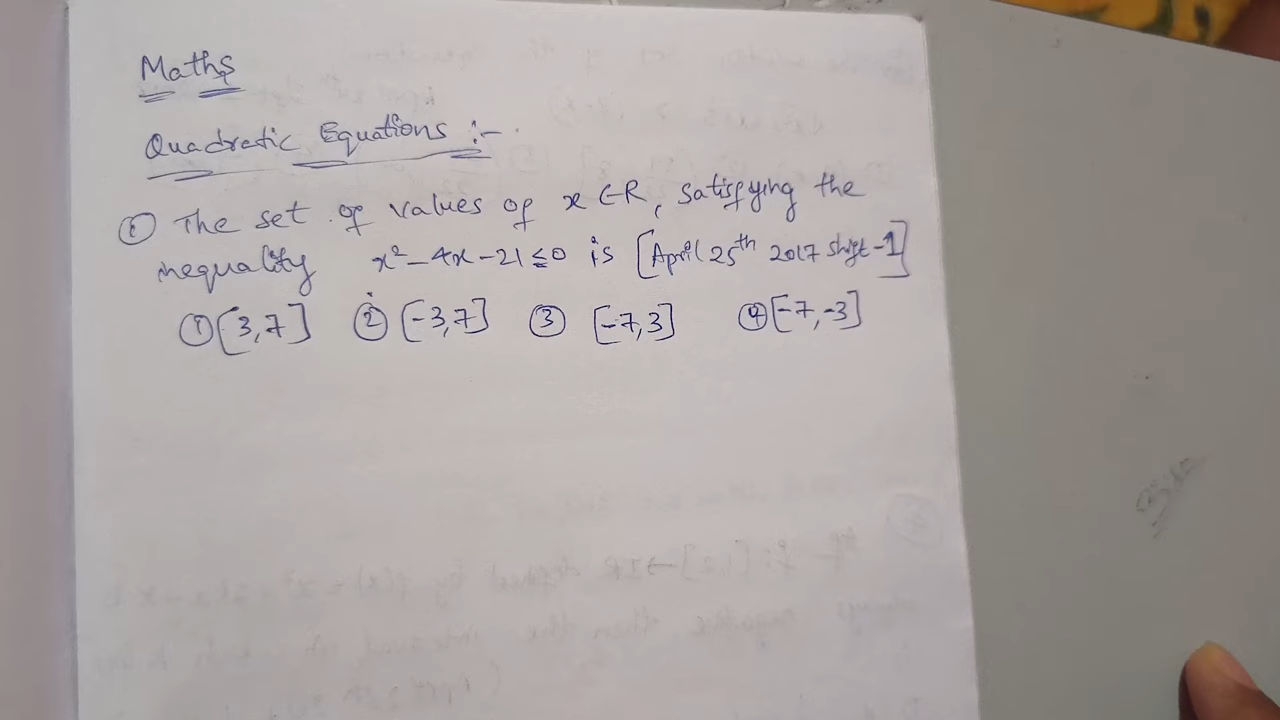 Maths
Quadratic Equations :-
① The set of values of x ∈ R, satisfying the
inequality x² - 4x - 21 ≤ 0 is [April 25th 2017 shift-1]
① [3,7] ② [-3,7] ③ [-7,3] ④ [-7,-3]